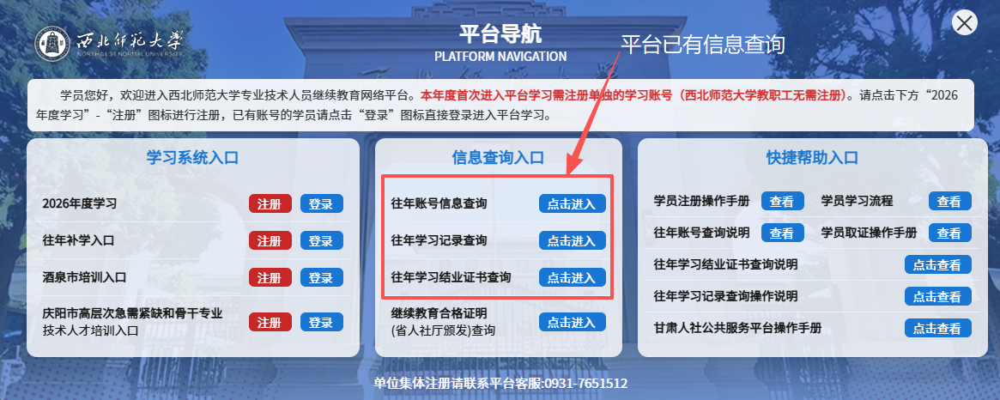 西北师范大学
NORTHWEST NORMAL UNIVERSITY
平台导航
PLATFORM NAVIGATION
平台已有信息查询
学员您好，欢迎进入西北师范大学专业技术人员继续教育网络平台。本年度首次进入平台学习需注册单独的学习账号（西北师范大学教职工无需注册）。请点击下方“2026
年度学习”-“注册”图标进行注册，已有账号的学员请点击“登录”图标直接登录进入平台学习。
学习系统入口
2026年度学习 注册 登录
往年补学入口 注册 登录
酒泉市培训入口 注册 登录
庆阳市高层次急需紧缺和骨干专业
技术人才培训入口 注册 登录
信息查询入口
往年账号信息查询 点击进入
往年学习记录查询 点击进入
往年学习结业证书查询 点击进入
继续教育合格证明
(省人社厅颁发)查询 点击进入
快捷帮助入口
学员注册操作手册 查看 学员学习流程 查看
往年账号查询说明 查看 学员取证操作手册 查看
往年学习结业证书查询说明 点击查看
往年学习记录查询操作说明 点击查看
甘肃人社公共服务平台操作手册 点击查看
单位集体注册请联系平台客服:0931-7651512